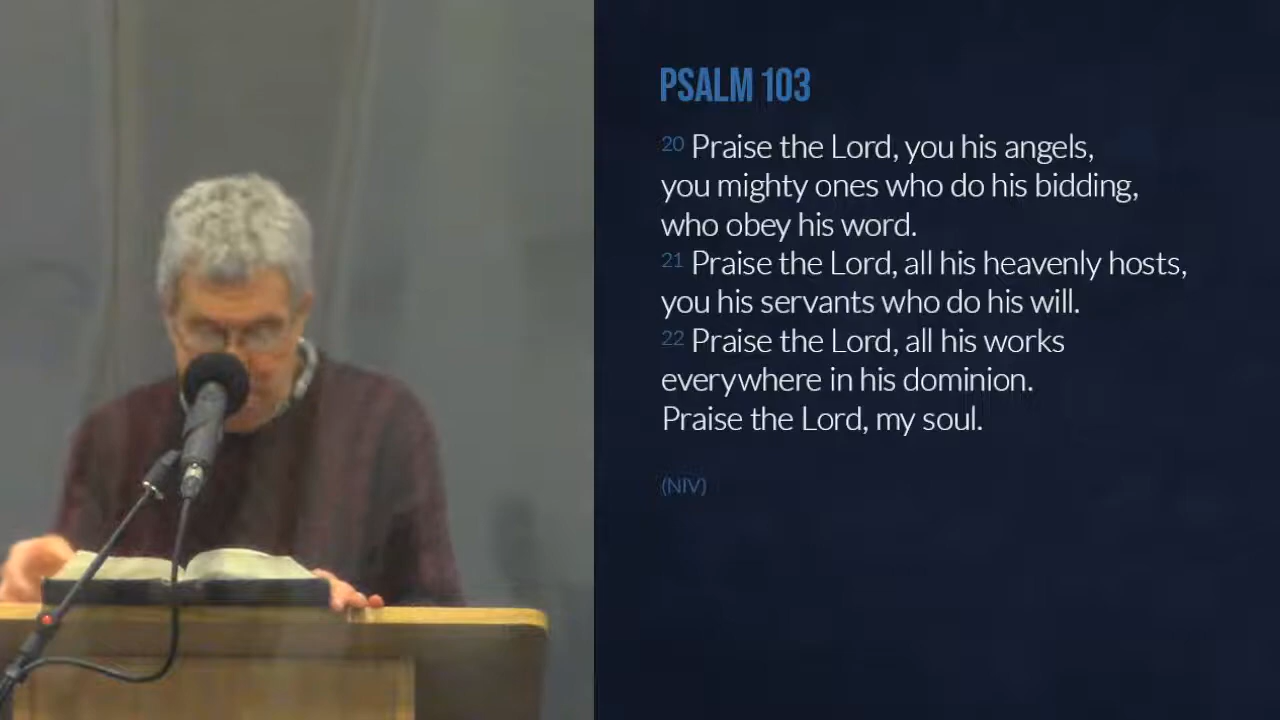 PSALM 103
20 Praise the Lord, you his angels,
you mighty ones who do his bidding,
who obey his word.
21 Praise the Lord, all his heavenly hosts,
you his servants who do his will.
22 Praise the Lord, all his works
everywhere in his dominion.
Praise the Lord, my soul.
(NIV)